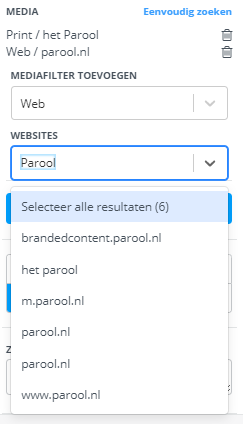 MEDIA Eenvoudig zoeken
Print / het Parool
Web / parool.nl
MEDIAFILTER TOEVOEGEN
Web
WEBSITES
Parool
Selecteer alle resultaten (6)
brandedcontent.parool.nl
het parool
m.parool.nl
parool.nl
parool.nl
www.parool.nl